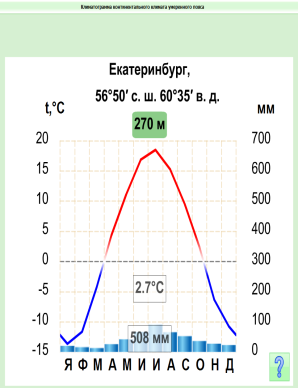 Климатограмма континентального климата умеренного пояса
Екатеринбург,
56°50′ с. ш. 60°35′ в. д.
t,°C мм
270 м
20 700
15 600
10 500
5 400
0 300
-5 200
2.7°C
-10 100
508 мм
-15 0
Я Ф М А М И И А С О Н Д
?